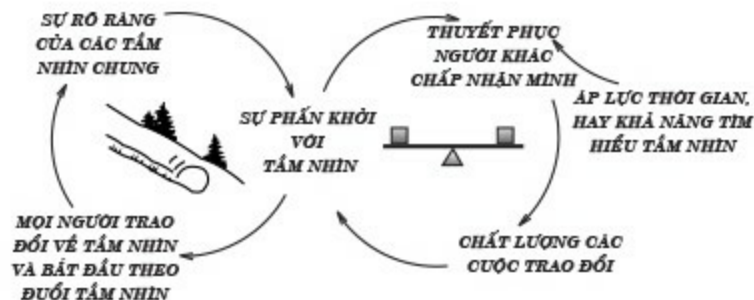 SỰ RÕ RÀNG
CỦA CÁC TẦM
NHÌN CHUNG
THUYẾT PHỤC
NGƯỜI KHÁC
CHẤP NHẬN MÌNH
ÁP LỰC THỜI GIAN,
HAY KHẢ NĂNG TÌM
HIỂU TẦM NHÌN
SỰ PHẤN KHỞI
VỚI
TẦM NHÌN
MỌI NGƯỜI TRAO
ĐỔI VỀ TẦM NHÌN
VÀ BẮT ĐẦU THEO
ĐUỔI TẦM NHÌN
CHẤT LƯỢNG CÁC
CUỘC TRAO ĐỔI